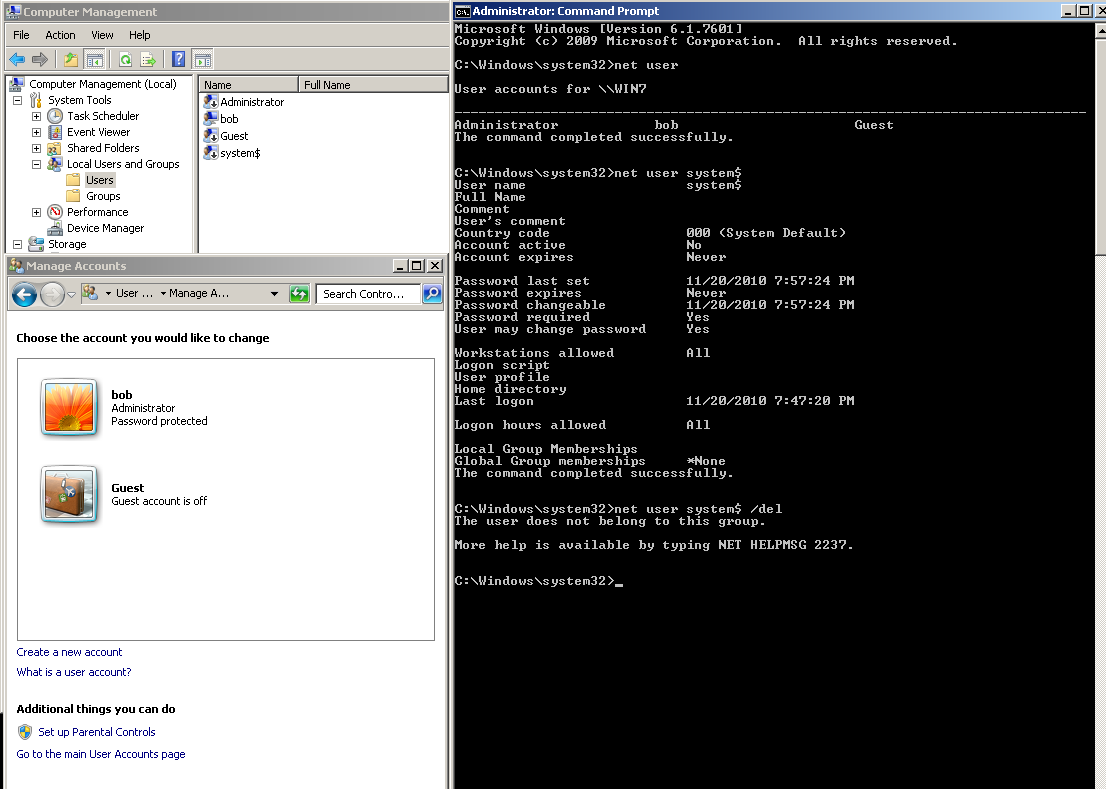 Computer Management
File Action View Help
Computer Management (Local)
System Tools
Task Scheduler
Event Viewer
Shared Folders
Local Users and Groups
Users
Groups
Performance
Device Manager
Storage
Name Full Name
Administrator
bob
Guest
system$
Manage Accounts
User ... Manage A... Search Contro...
Choose the account you would like to change
bob
Administrator
Password protected
Guest
Guest account is off
Create a new account
What is a user account?
Additional things you can do
Set up Parental Controls
Go to the main User Accounts page
Administrator: Command Prompt
Microsoft Windows [Version 6.1.7601]
Copyright (c) 2009 Microsoft Corporation. All rights reserved.
C:\Windows\system32>net user
User accounts for \\WIN7
-------------------------------------------------------------------------------
Administrator bob Guest
The command completed successfully.
C:\Windows\system32>net user system$
User name system$
Full Name
Comment
User's comment
Country code 000 (System Default)
Account active No
Account expires Never
Password last set 11/20/2010 7:57:24 PM
Password expires Never
Password changeable 11/20/2010 7:57:24 PM
Password required Yes
User may change password Yes
Workstations allowed All
Logon script
User profile
Home directory
Last logon 11/20/2010 7:47:20 PM
Logon hours allowed All
Local Group Memberships
Global Group memberships *None
The command completed successfully.
C:\Windows\system32>net user system$ /del
The user does not belong to this group.
More help is available by typing NET HELPMSG 2237.
C:\Windows\system32>_